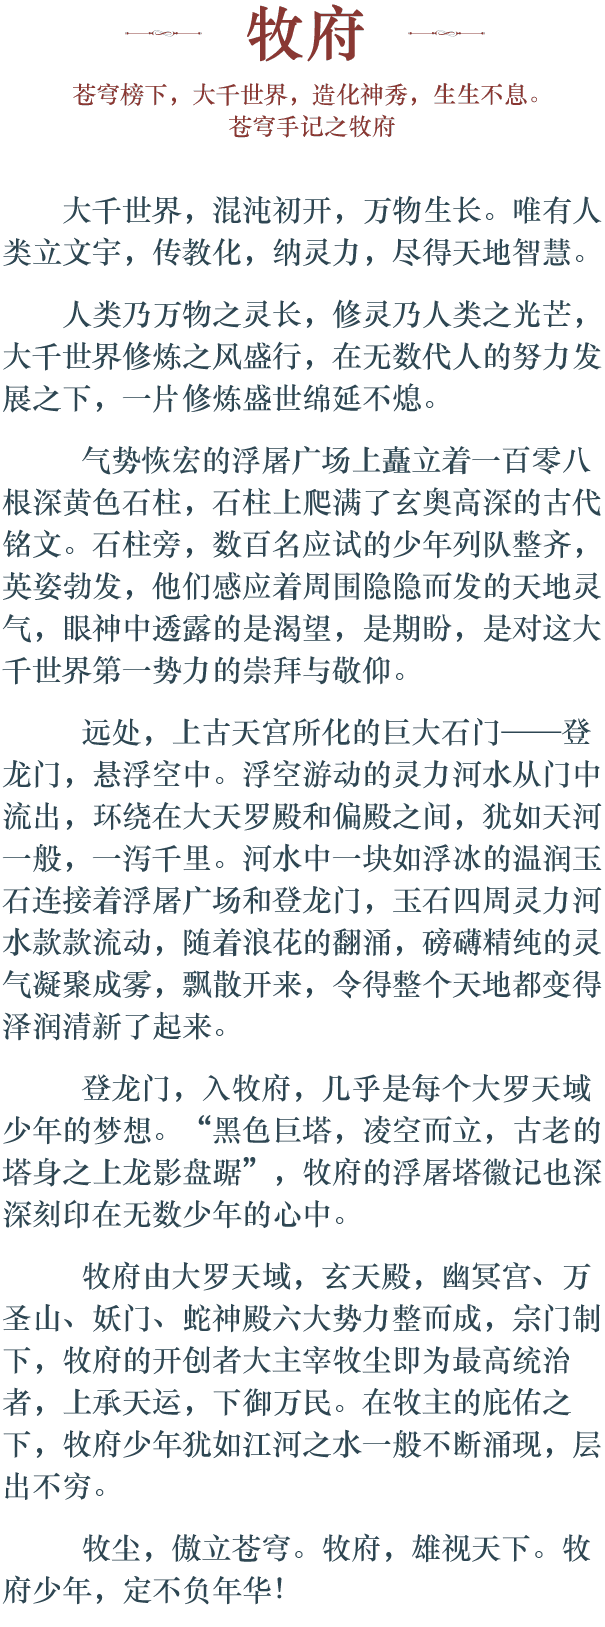 牧府
苍穹榜下，大千世界，造化神秀，生生不息。
苍穹手记之牧府
大千世界，混沌初开，万物生长。唯有人
类立文字，传教化，纳灵力，尽得天地智慧。
人类乃万物之灵长，修灵乃人类之光芒，
大千世界修炼之风盛行，在无数代人的努力发
展之下，一片修炼盛世绵延不熄。
气势恢宏的浮屠广场上矗立着一百零八
根深黄色石柱，石柱上爬满了玄奥高深的古代
铭文。石柱旁，数百名应试的少年列队整齐，
英姿勃发，他们感应着周围隐隐而发的天地灵
气，眼神中透露的是渴望，是期盼，是对这大
千世界第一势力的崇拜与敬仰。
远处，上古天宫所化的巨大石门——登
龙门，悬浮空中。浮空游动的灵力河水从门中
流出，环绕在大天罗殿和偏殿之间，犹如天河
一般，一泻千里。河水中一块如浮冰的温润玉
石连接着浮屠广场和登龙门，玉石四周灵力河
水款款流动，随着浪花的翻涌，磅礴精纯的灵
气凝聚成雾，飘散开来，令得整个天地都变得
泽润清新了起来。
登龙门，入牧府，几乎是每个大罗天域
少年的梦想。“黑色巨塔，凌空而立，古老的
塔身之上龙影盘踞”，牧府的浮屠塔徽记也深
深刻印在无数少年的心中。
牧府由大罗天域，玄天殿，幽冥宫、万
圣山、妖门、蛇神殿六大势力整而成，宗门制
下，牧府的开创者大主宰牧尘即为最高统治
者，上承天运，下御万民。在牧主的庇佑之
下，牧府少年犹如江河之水一般不断涌现，层
出不穷。
牧尘，傲立苍穹。牧府，雄视天下。牧
府少年，定不负年华！